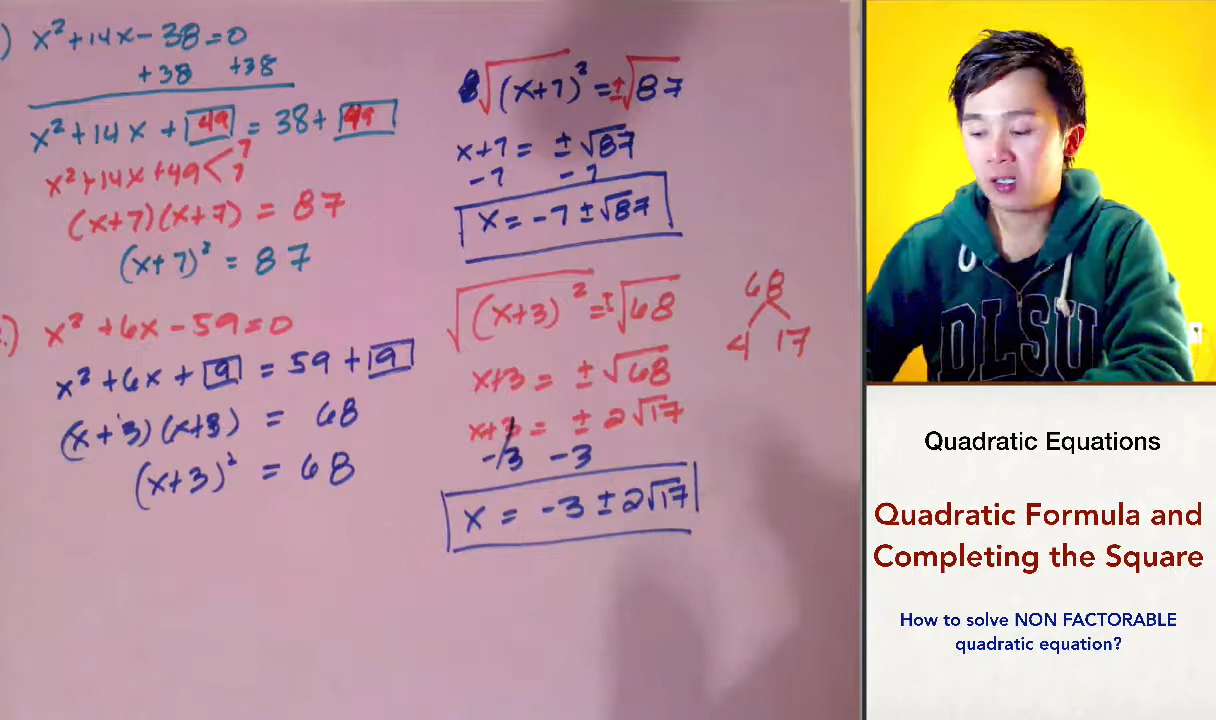 ) x² + 14x - 38 = 0
+38 +38
x² + 14x + 49 = 38 + 49
x² + 14x + 49 < 7
7
(x+7)(x+7) = 87
(x+7)² = 87
.) x² + 6x - 59 = 0
x² + 6x + 9 = 59 + 9
(x+3)(x+3) = 68
(x+3)² = 68
√(x+7)² = ±√87
x+7 = ±√87
-7 -7
x = -7 ±√87
√(x+3)² = ±√68
x+3 = ±√68
x+3 = ± 2√17
-3 -3
x = -3 ± 2√17
68
4 17
DLSU
Quadratic Equations
Quadratic Formula and
Completing the Square
How to solve NON FACTORABLE
quadratic equation?